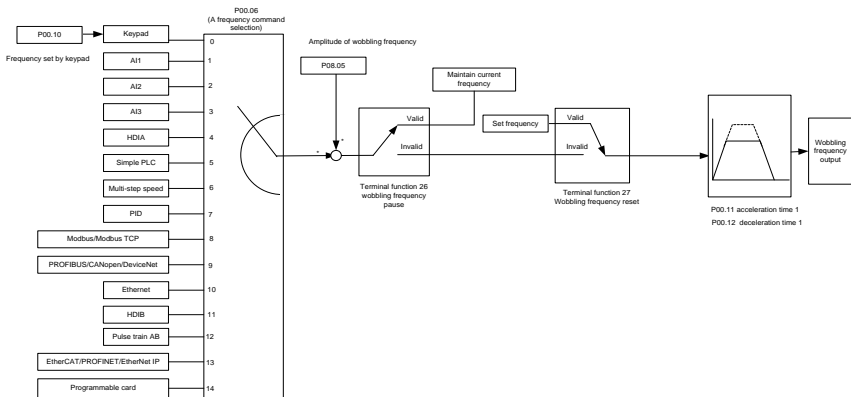 P00.06
(A frequency command
selection)
P00.10
Keypad
0
Frequency set by keypad
AI1
1
AI2
2
AI3
3
HDIA
4
Simple PLC
5
Multi-step speed
6
PID
7
Modbus/Modbus TCP
8
PROFIBUS/CANopen/DeviceNet
9
Ethernet
10
HDIB
11
Pulse train AB
12
EtherCAT/PROFINET/EtherNet IP
13
Programmable card
14
Amplitude of wobbling frequency
P08.05
Maintain current
frequency
Valid
Invalid
Terminal function 26
wobbling frequency
pause
Set frequency
Valid
Invalid
Terminal function 27
Wobbling frequency reset
P00.11 acceleration time 1
P00.12 deceleration time 1
Wobbling
frequency
output